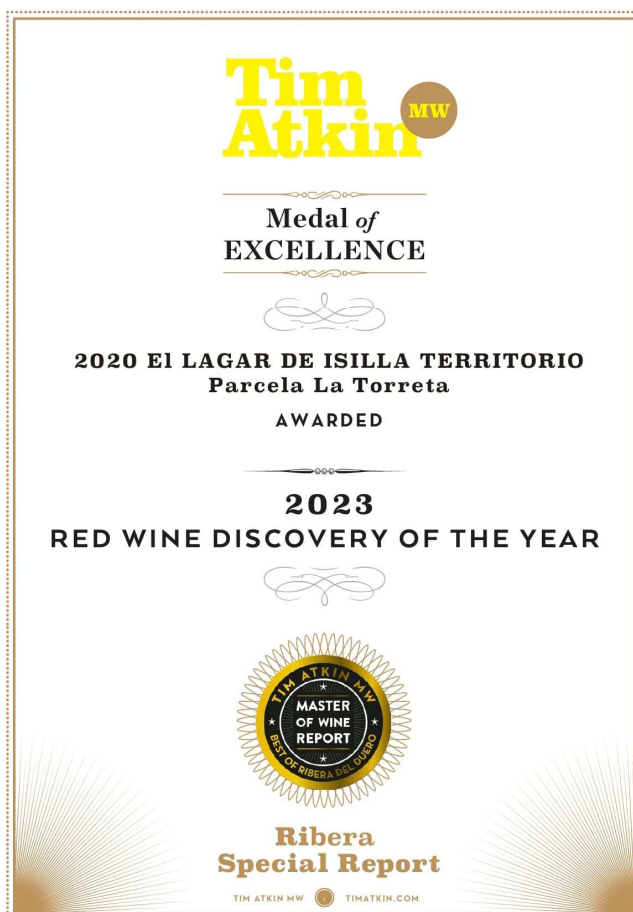 Tim
Atkin
MW
Medal of
EXCELLENCE
2020 El LAGAR DE ISILLA TERRITORIO
Parcela La Torreta
AWARDED
2023
RED WINE DISCOVERY OF THE YEAR
TIM ATKIN MW
MASTER
OF WINE
REPORT
BEST OF RIBERA DEL DUERO
Ribera
Special Report
TIM ATKIN MW TIMATKIN.COM